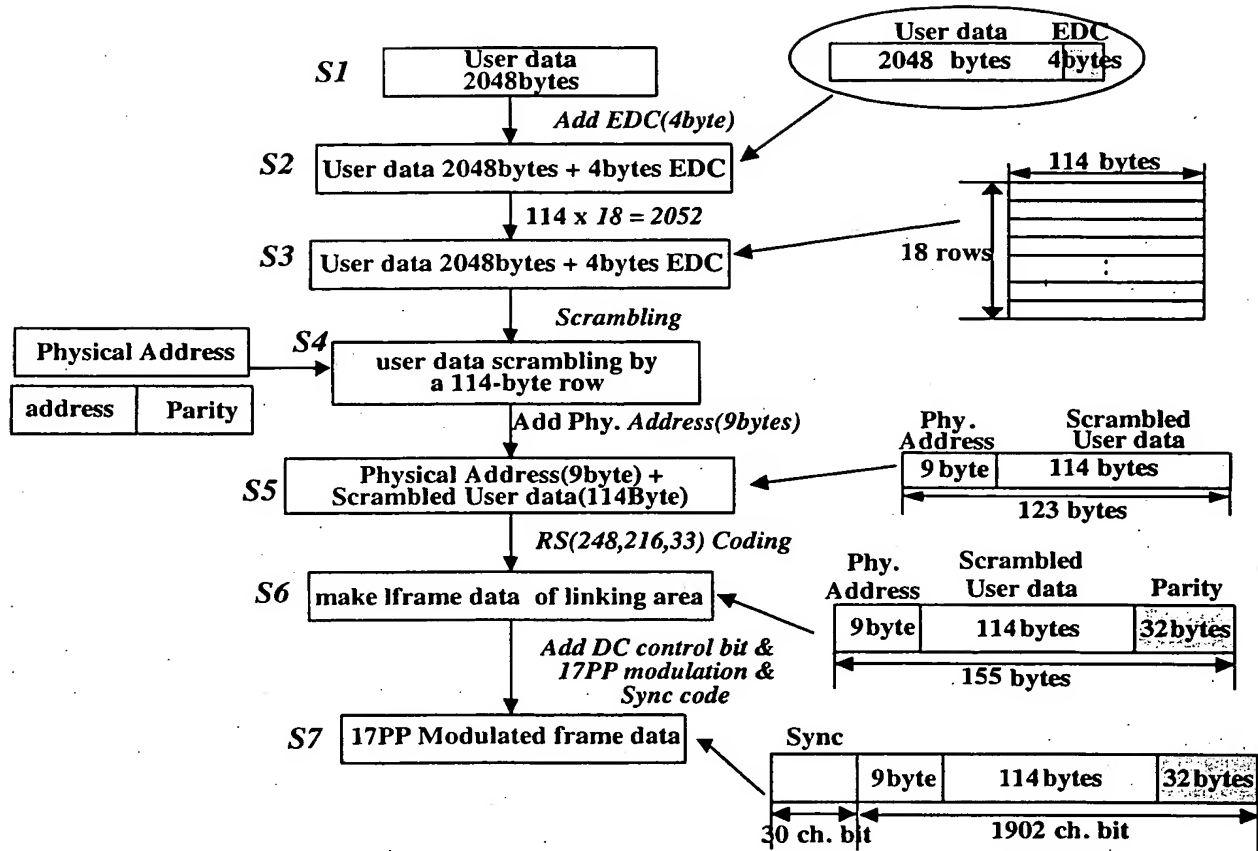 User data EDC
2048 bytes 4bytes
S1
User data
2048bytes
Add EDC(4byte)
S2
User data 2048bytes + 4bytes EDC
114 bytes
114 x 18 = 2052
18 rows
S3
User data 2048bytes + 4bytes EDC
Scrambling
Physical Address
address Parity
S4
user data scrambling by
a 114-byte row
Add Phy. Address(9bytes)
Phy.
Address
Scrambled
User data
9 byte 114 bytes
123 bytes
S5
Physical Address(9byte) +
Scrambled User data(114Byte)
RS(248,216,33) Coding
Phy.
Address
Scrambled
User data
Parity
9byte 114bytes 32bytes
155 bytes
S6
make 1frame data of linking area
Add DC control bit &
17PP modulation &
Sync code
S7
17PP Modulated frame data
Sync
9byte 114bytes 32bytes
30 ch. bit 1902 ch. bit